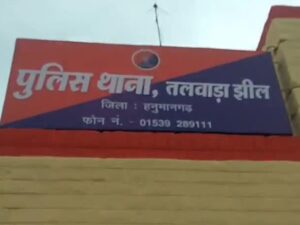 पुलिस थाना, तलवाड़ा झील
जिला : हनुमानगढ़
फोन नं. - 01539 289111